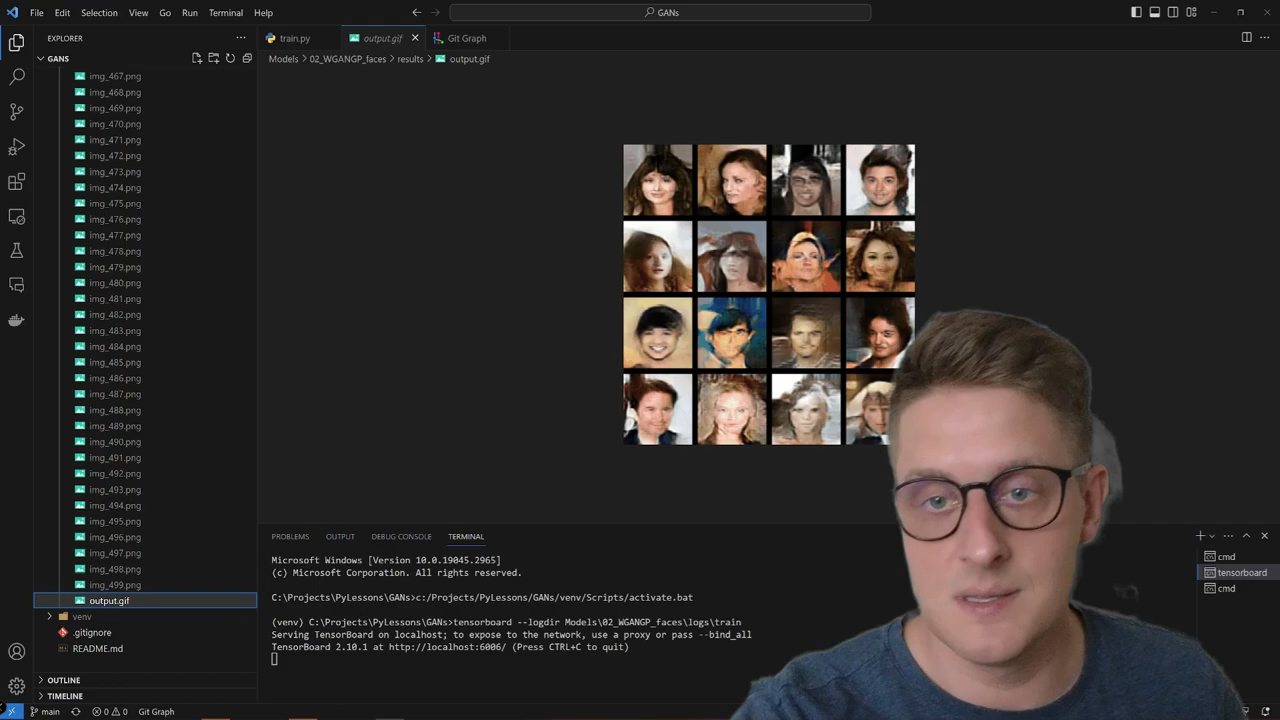 File Edit Selection View Go Run Terminal Help
GANs
EXPLORER
train.py
output.gif
Git Graph
GANS
Models > 02_WGANGP_faces > results > output.gif
img_467.png
img_468.png
img_469.png
img_470.png
img_471.png
img_472.png
img_473.png
img_474.png
img_475.png
img_476.png
img_477.png
img_478.png
img_479.png
img_480.png
img_481.png
img_482.png
img_483.png
img_484.png
img_485.png
img_486.png
img_487.png
img_488.png
img_489.png
img_490.png
img_491.png
img_492.png
img_493.png
img_494.png
img_495.png
img_496.png
img_497.png
img_498.png
img_499.png
output.gif
venv
.gitignore
README.md
OUTLINE
TIMELINE
PROBLEMS OUTPUT DEBUG CONSOLE TERMINAL
Microsoft Windows [Version 10.0.19045.2965]
(c) Microsoft Corporation. All rights reserved.
C:\Projects\PyLessons\GANs>c:/Projects/PyLessons/GANs/venv/Scripts/activate.bat
(venv) C:\Projects\PyLessons\GANs>tensorboard --logdir Models\02_WGANGP_faces\logs\train
Serving TensorBoard on localhost; to expose to the network, use a proxy or pass --bind_all
TensorBoard 2.10.1 at http://localhost:6006/ (Press CTRL+C to quit)
cmd
tensorboard
cmd
main 0 0 Git Graph